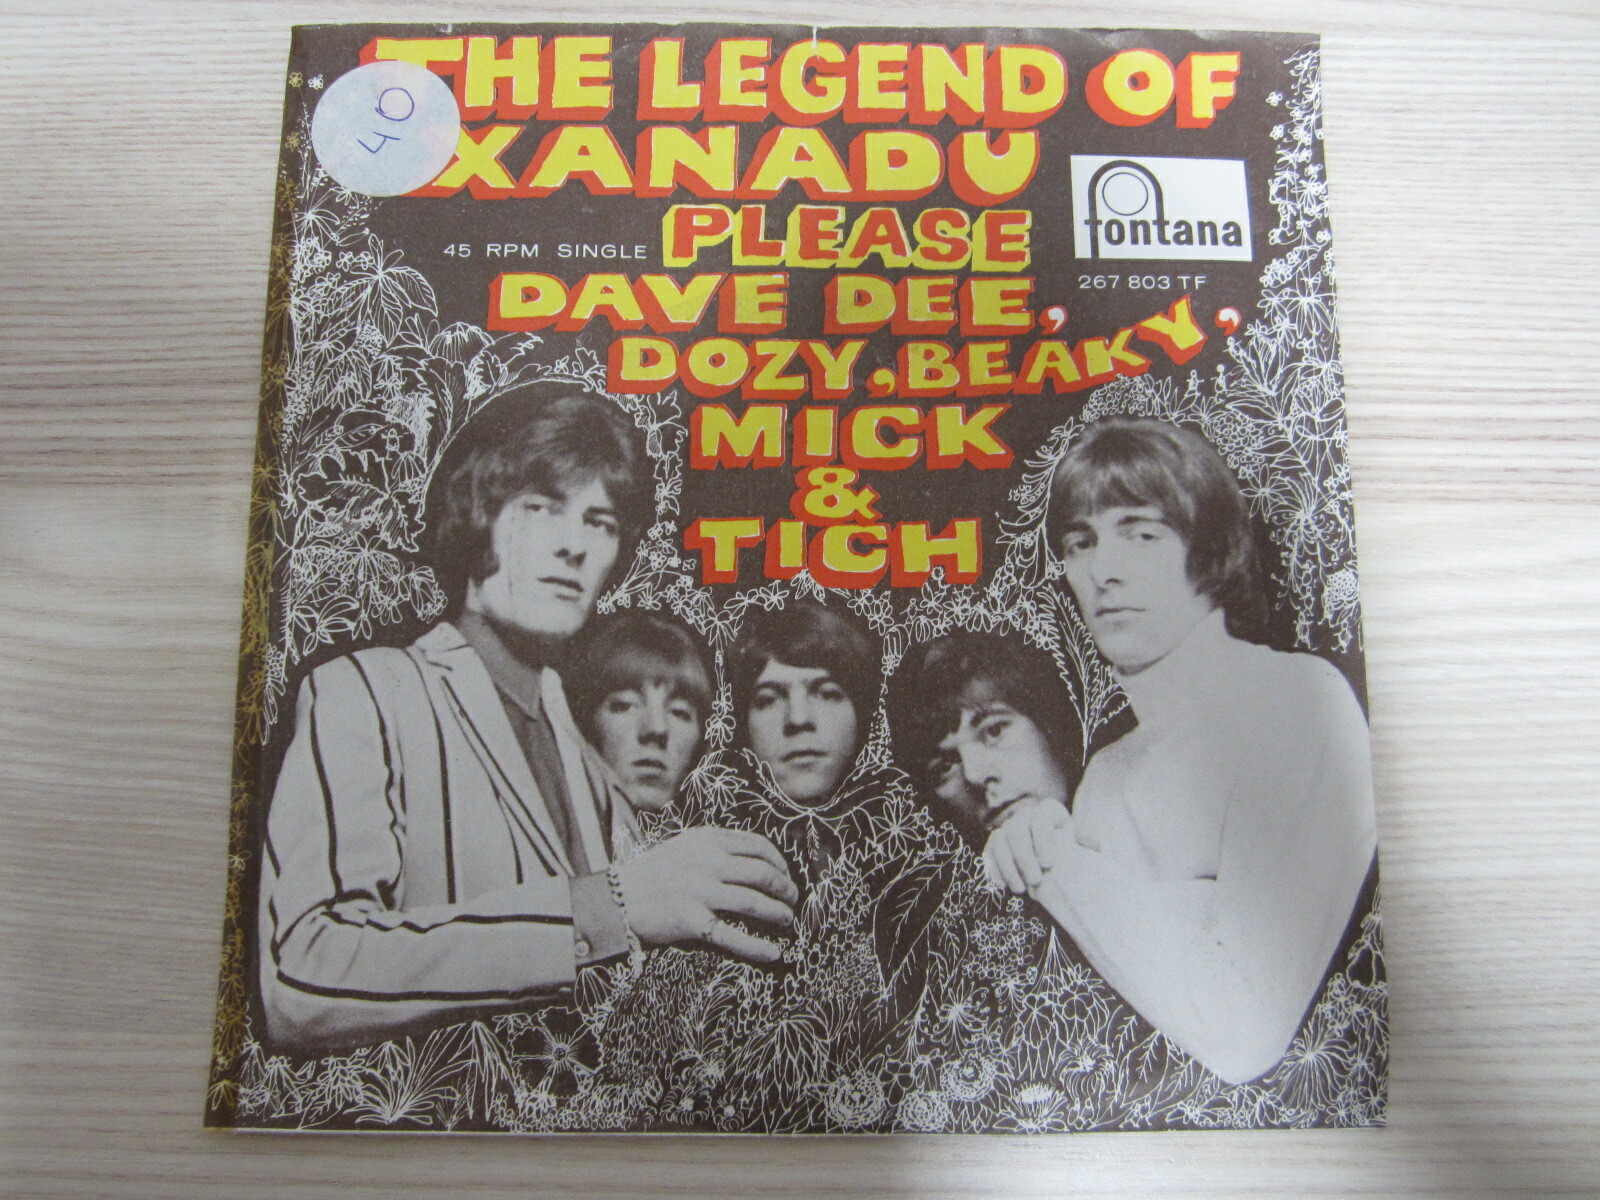 THE LEGEND OF
XANADU
PLEASE
45 RPM SINGLE
DAVE DEE,
DOZY, BEAKY,
MICK
&
TICH
fontana
267 803 TF
40